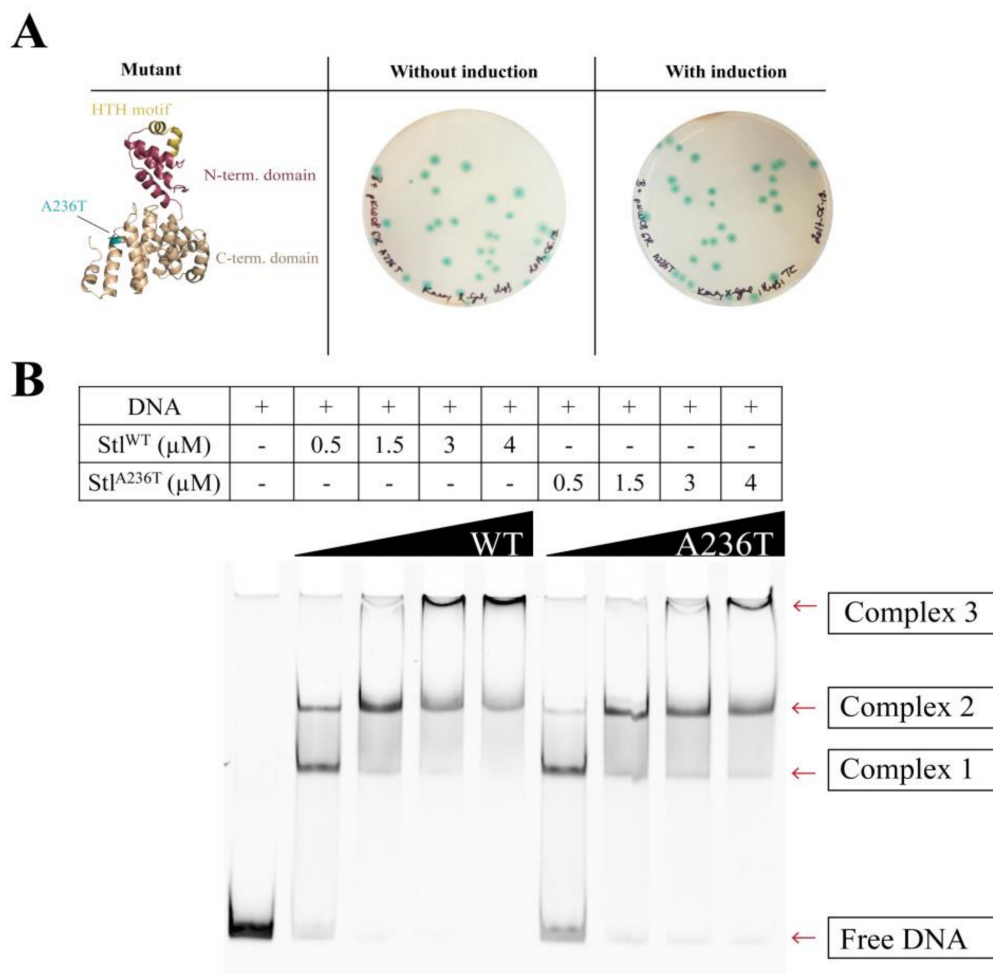 A
Mutant Without induction With induction
HTH motif
N-term. domain
A236T
C-term. domain
B
DNA + + + + + + + + +
Stl^WT (μM) - 0.5 1.5 3 4 - - - -
Stl^A236T (μM) - - - - - 0.5 1.5 3 4
WT A236T
Complex 3
Complex 2
Complex 1
Free DNA